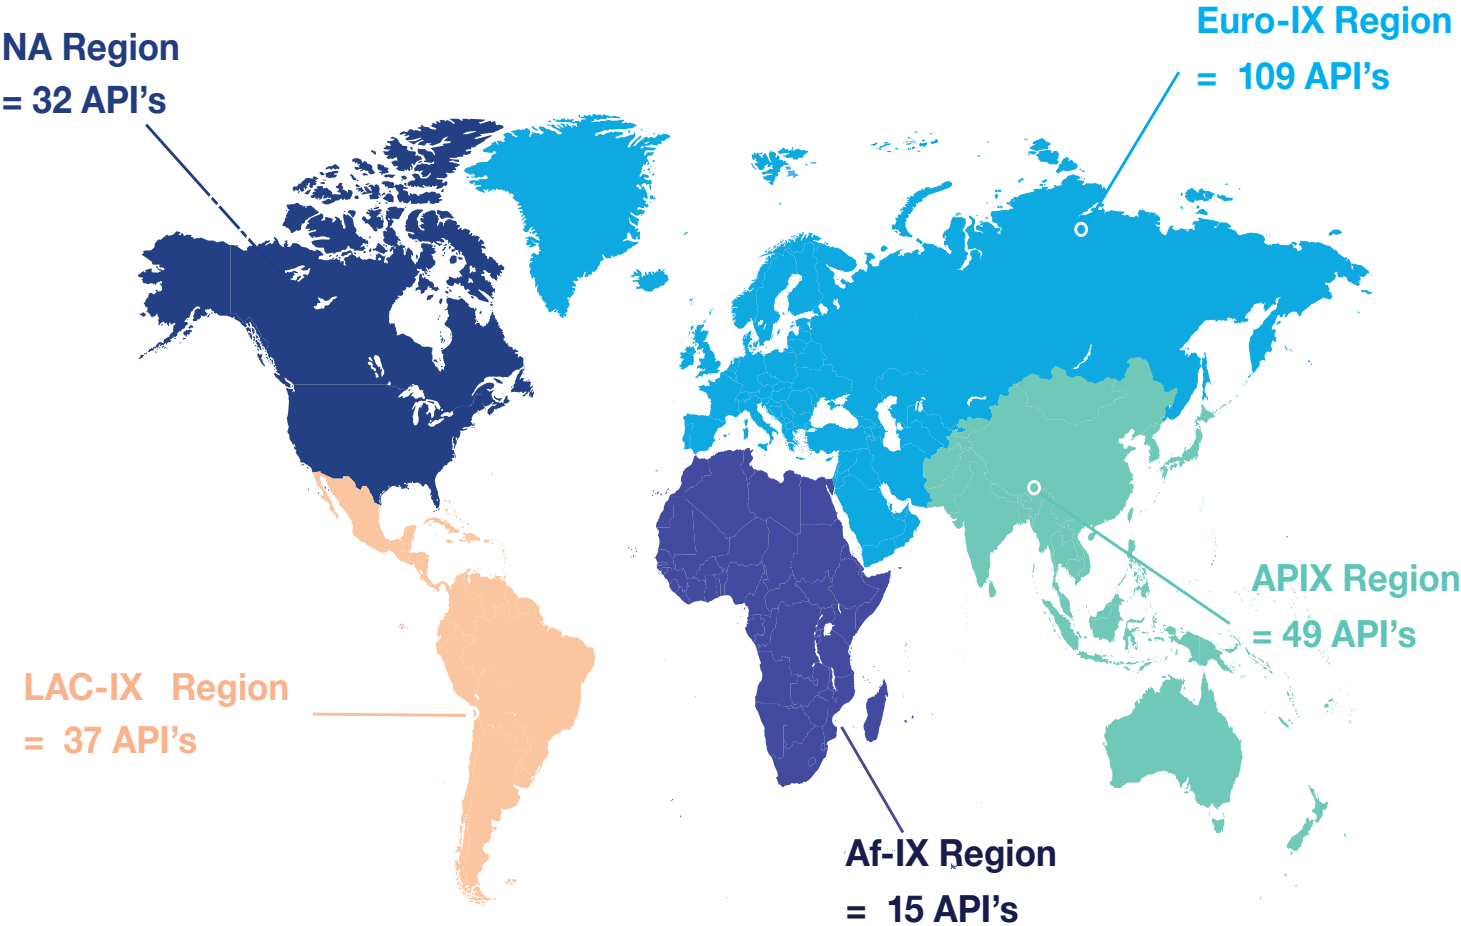 NA Region
= 32 API’s
Euro-IX Region
= 109 API’s
APIX Region
= 49 API’s
LAC-IX Region
= 37 API’s
Af-IX Region
= 15 API’s